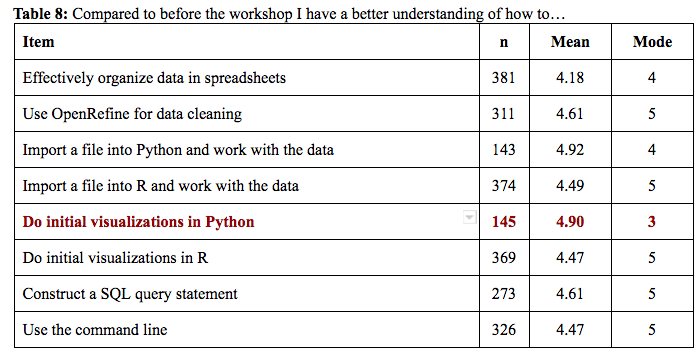 Table 8: Compared to before the workshop I have a better understanding of how to…
Item n Mean Mode
Effectively organize data in spreadsheets 381 4.18 4
Use OpenRefine for data cleaning 311 4.61 5
Import a file into Python and work with the data 143 4.92 4
Import a file into R and work with the data 374 4.49 5
Do initial visualizations in Python 145 4.90 3
Do initial visualizations in R 369 4.47 5
Construct a SQL query statement 273 4.61 5
Use the command line 326 4.47 5